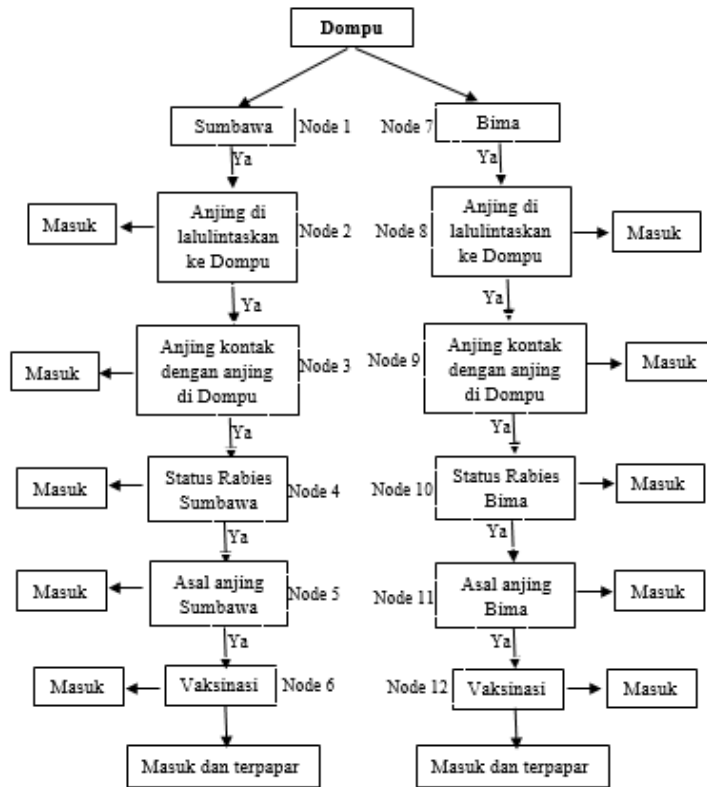 Dompu
Sumbawa Node 1 Node 7 Bima
Ya Ya
Masuk Anjing di
lalulintaskan
ke Dompu Node 2 Node 8 Anjing di
lalulintaskan
ke Dompu Masuk
Ya Ya
Masuk Anjing kontak
dengan anjing
di Dompu Node 3 Node 9 Anjing kontak
dengan anjing
di Dompu Masuk
Ya Ya
Masuk Status Rabies
Sumbawa Node 4 Node 10 Status Rabies
Bima Masuk
Ya Ya
Masuk Asal anjing
Sumbawa Node 5 Node 11 Asal anjing
Bima Masuk
Ya Ya
Masuk Vaksinasi Node 6 Node 12 Vaksinasi Masuk
Masuk dan terpapar Masuk dan terpapar